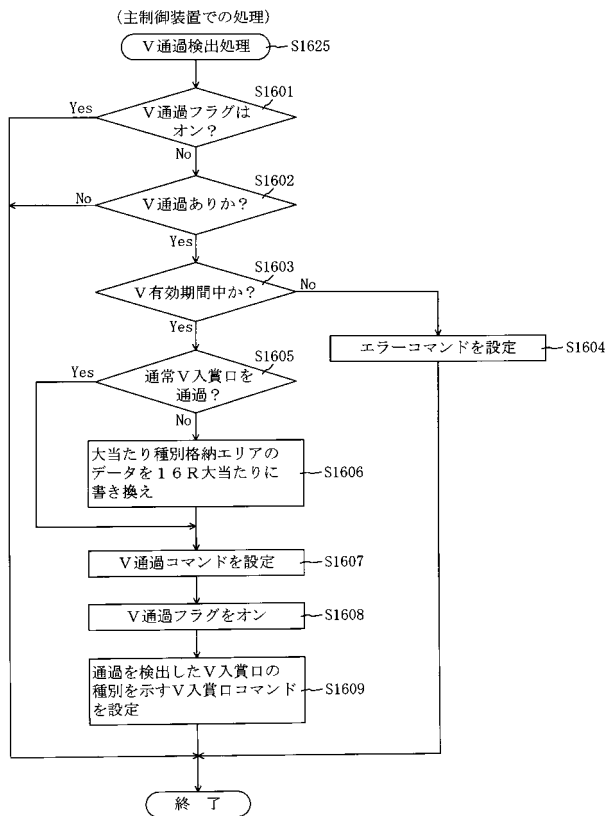 (主制御装置での処理)
V通過検出処理
S1625
S1601
Yes
V通過フラグは
オン？
No
S1602
No
V通過ありか？
Yes
S1603
No
V有効期間中か？
Yes
エラーコマンドを設定
S1604
S1605
Yes
通常V入賞口を
通過？
No
大当たり種別格納エリアの
データを16R大当たりに
書き換え
S1606
V通過コマンドを設定
S1607
V通過フラグをオン
S1608
通過を検出したV入賞口の
種別を示すV入賞口コマンド
を設定
S1609
終 了